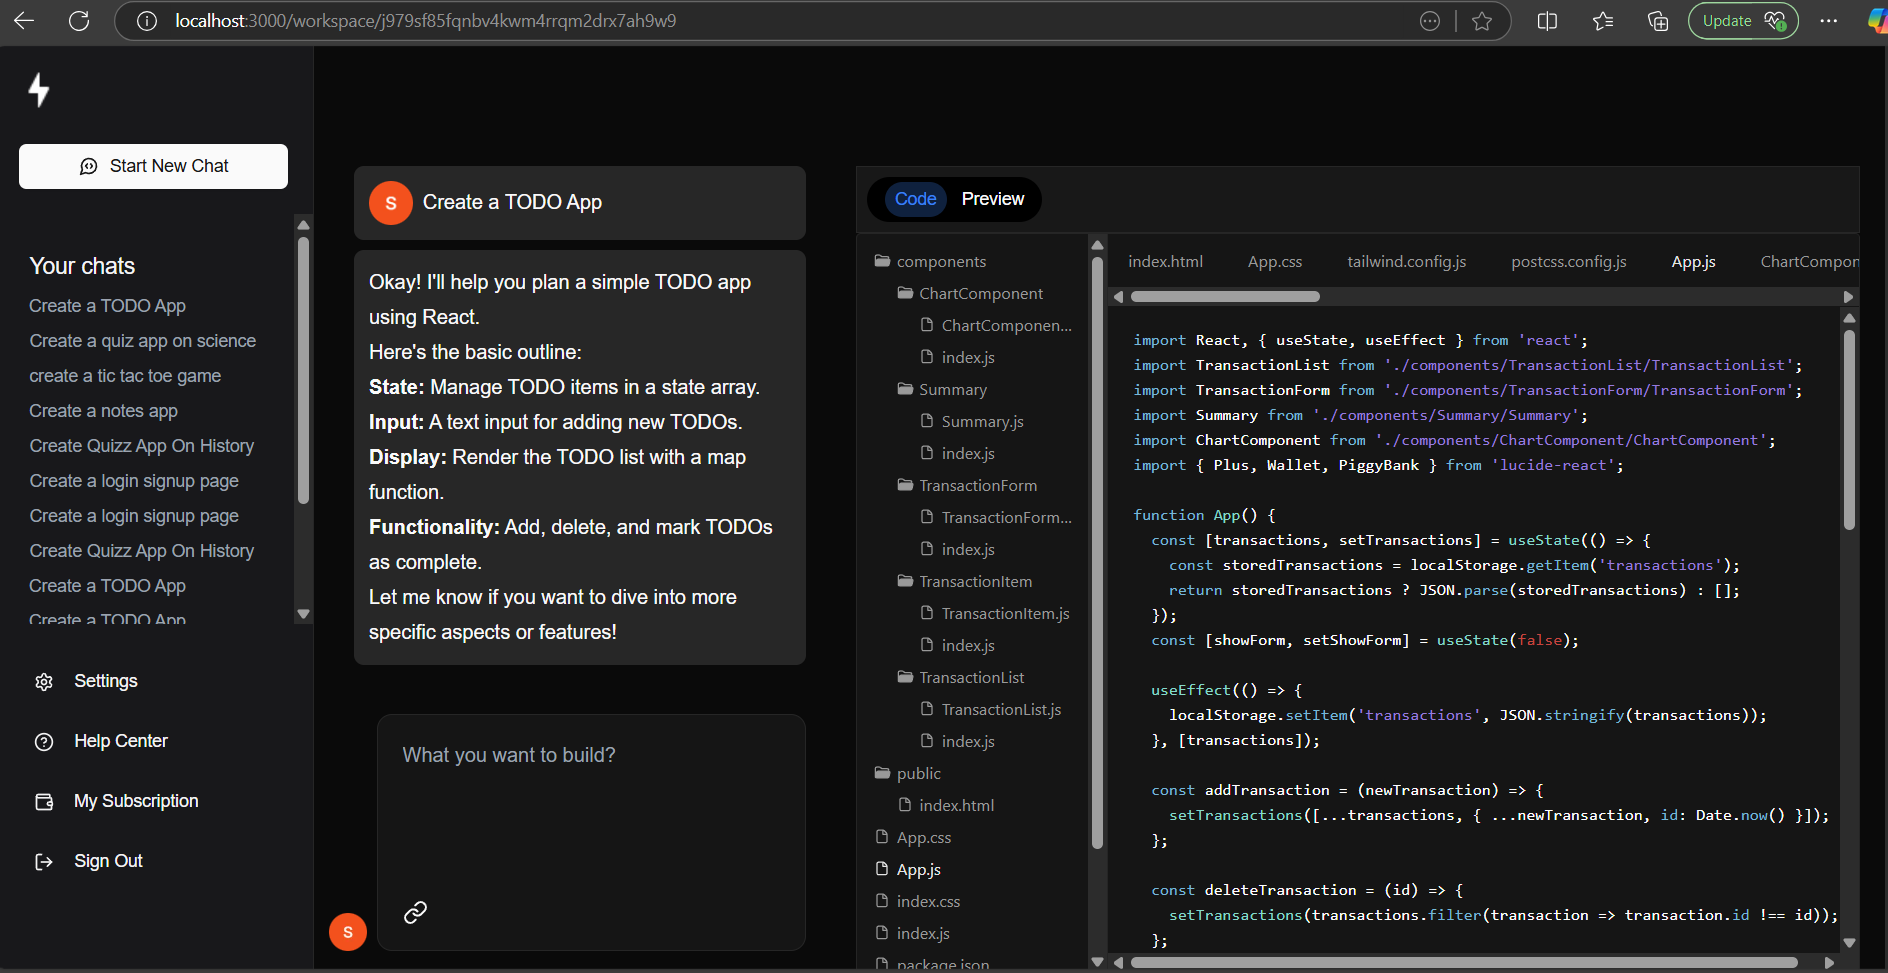 localhost:3000/workspace/j979sf85fqnbv4kwm4rrqm2drx7ah9w9
Update
Start New Chat
Your chats
Create a TODO App
Create a quiz app on science
create a tic tac toe game
Create a notes app
Create Quizz App On History
Create a login signup page
Create a login signup page
Create Quizz App On History
Create a TODO App
Create a TODO App
Settings
Help Center
My Subscription
Sign Out
S
Create a TODO App
Okay! I'll help you plan a simple TODO app
using React.
Here's the basic outline:
State: Manage TODO items in a state array.
Input: A text input for adding new TODOs.
Display: Render the TODO list with a map
function.
Functionality: Add, delete, and mark TODOs
as complete.
Let me know if you want to dive into more
specific aspects or features!
What you want to build?
S
Code Preview
components
ChartComponent
ChartComponen...
index.js
Summary
Summary.js
index.js
TransactionForm
TransactionForm...
index.js
TransactionItem
TransactionItem.js
index.js
TransactionList
TransactionList.js
index.js
public
index.html
App.css
App.js
index.css
index.js
package.json
index.html App.css tailwind.config.js postcss.config.js App.js ChartCompon
import React, { useState, useEffect } from 'react';
import TransactionList from './components/TransactionList/TransactionList';
import TransactionForm from './components/TransactionForm/TransactionForm';
import Summary from './components/Summary/Summary';
import ChartComponent from './components/ChartComponent/ChartComponent';
import { Plus, Wallet, PiggyBank } from 'lucide-react';
function App() {
const [transactions, setTransactions] = useState(() => {
const storedTransactions = localStorage.getItem('transactions');
return storedTransactions ? JSON.parse(storedTransactions) : [];
});
const [showForm, setShowForm] = useState(false);
useEffect(() => {
localStorage.setItem('transactions', JSON.stringify(transactions));
}, [transactions]);
const addTransaction = (newTransaction) => {
setTransactions([...transactions, { ...newTransaction, id: Date.now() }]);
};
const deleteTransaction = (id) => {
setTransactions(transactions.filter(transaction => transaction.id !== id));
};